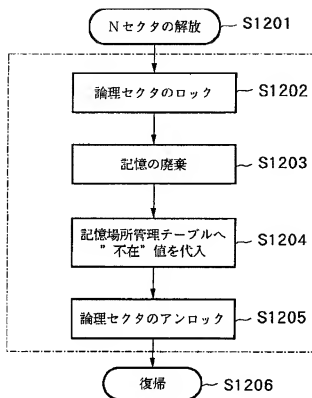 Nセクタの解放
S1201
論理セクタのロック
S1202
記憶の廃棄
S1203
記憶場所管理テーブルへ
”不在”値を代入
S1204
論理セクタのアンロック
S1205
復帰
S1206